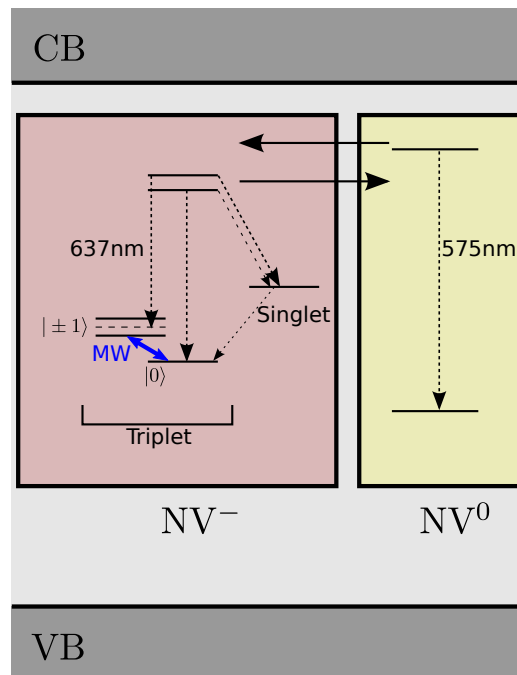 CB
637nm
575nm
|±1⟩
Singlet
MW
|0⟩
Triplet
NV⁻
NV⁰
VB